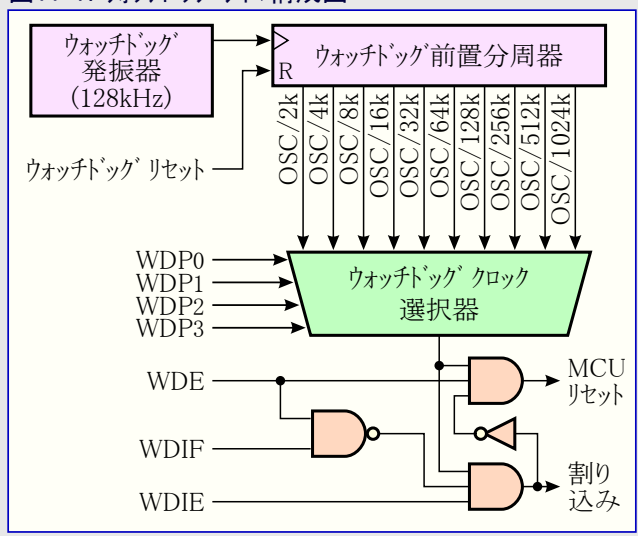 ウォッチドッグ
発振器
(128kHz)
ウォッチドッグ前置分周器
R
ウォッチドッグ リセット
OSC/2k
OSC/4k
OSC/8k
OSC/16k
OSC/32k
OSC/64k
OSC/128k
OSC/256k
OSC/512k
OSC/1024k
WDP0
WDP1
WDP2
WDP3
ウォッチドッグ クロック
選択器
WDE
MCU
リセット
WDIF
WDIE
割り
込み